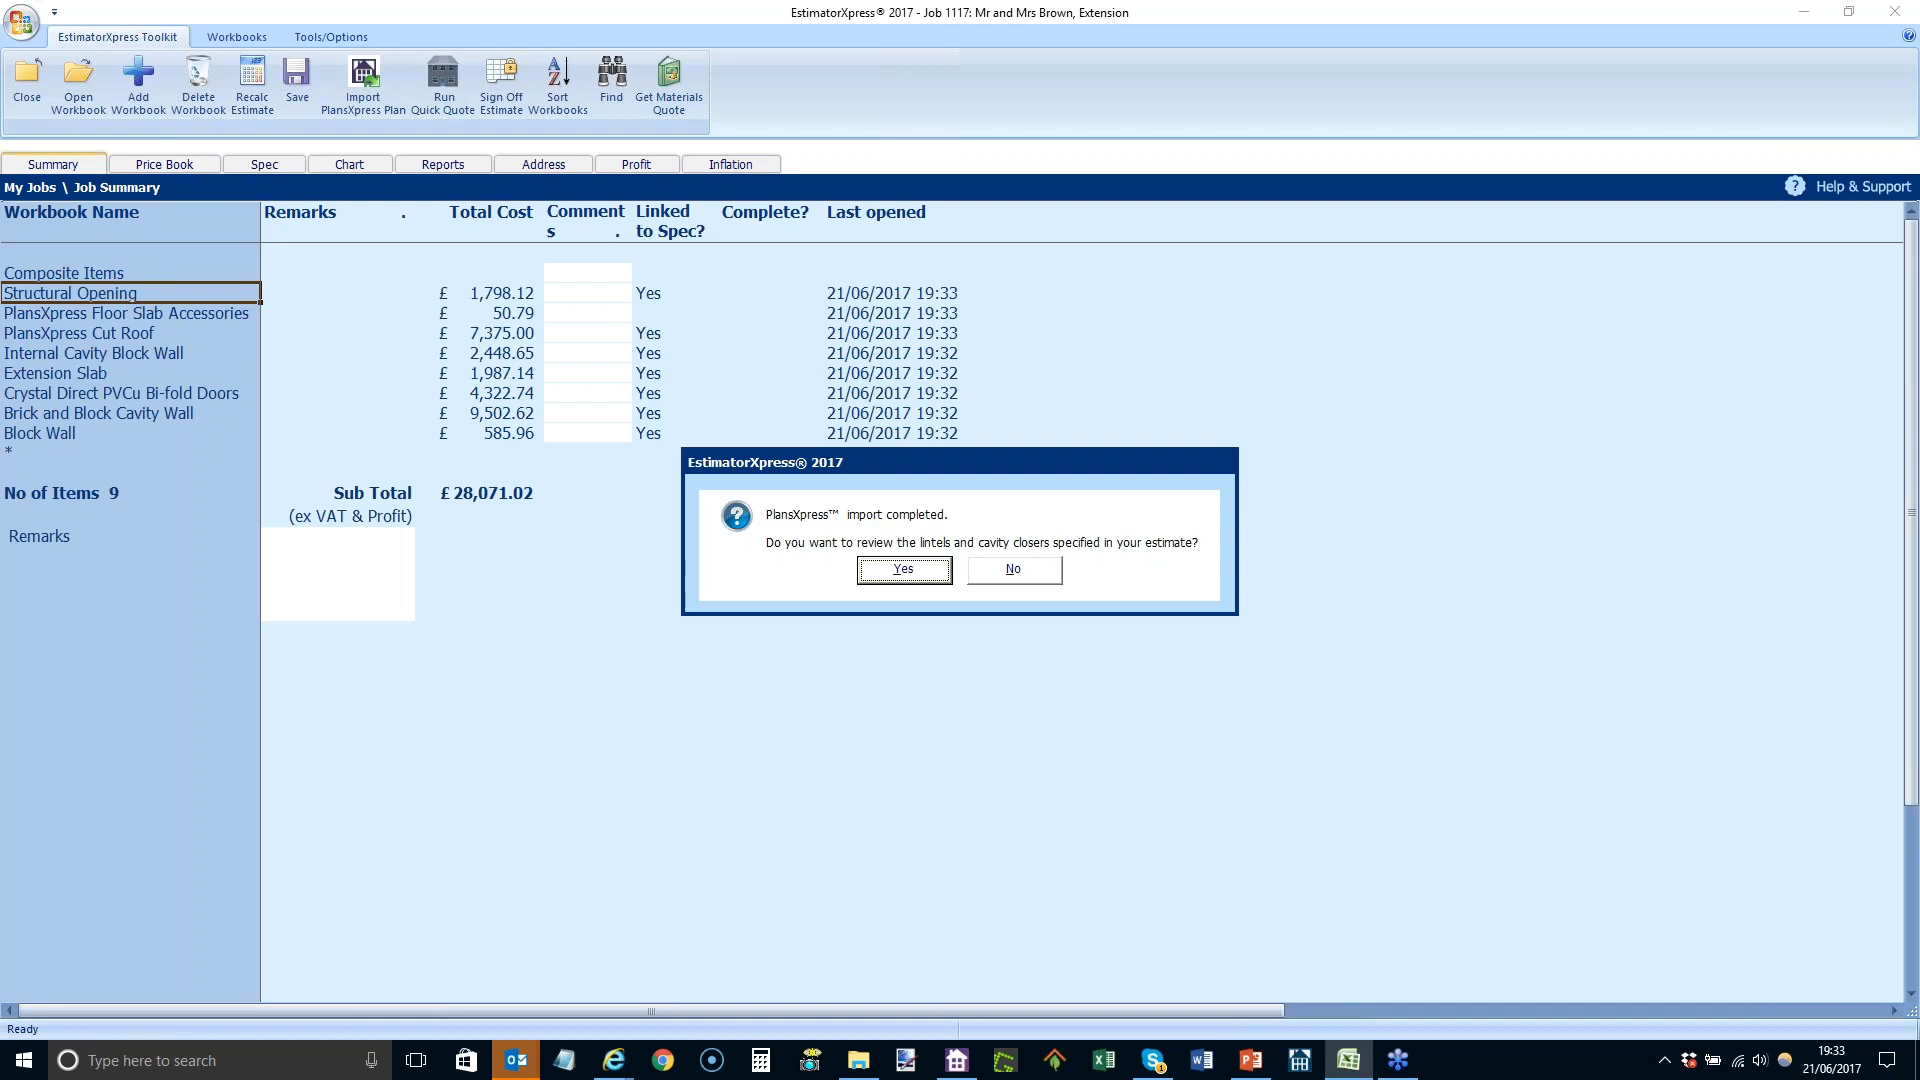 EstimatorXpress® 2017 - Job 1117: Mr and Mrs Brown, Extension
EstimatorXpress Toolkit Workbooks Tools/Options
Close
Open Workbook
Add Workbook
Delete Workbook
Recalc Estimate
Save
Import PlansXpress Plan
Run Quick Quote
Sign Off Estimate
Sort Workbooks
Find
Get Materials Quote
Summary Price Book Spec Chart Reports Address Profit Inflation
My Jobs \ Job Summary
? Help & Support
Workbook Name Remarks . Total Cost Comments . Linked to Spec? Complete? Last opened
Composite Items
Structural Opening £ 1,798.12 Yes 21/06/2017 19:33
PlansXpress Floor Slab Accessories £ 50.79 21/06/2017 19:33
PlansXpress Cut Roof £ 7,375.00 Yes 21/06/2017 19:33
Internal Cavity Block Wall £ 2,448.65 Yes 21/06/2017 19:32
Extension Slab £ 1,987.14 Yes 21/06/2017 19:32
Crystal Direct PVCu Bi-fold Doors £ 4,322.74 Yes 21/06/2017 19:32
Brick and Block Cavity Wall £ 9,502.62 Yes 21/06/2017 19:32
Block Wall £ 585.96 Yes 21/06/2017 19:32
*
No of Items 9 Sub Total £ 28,071.02
(ex VAT & Profit)
Remarks
EstimatorXpress® 2017
PlansXpress™ import completed.
Do you want to review the lintels and cavity closers specified in your estimate?
Yes No
Ready
Type here to search
19:33
21/06/2017